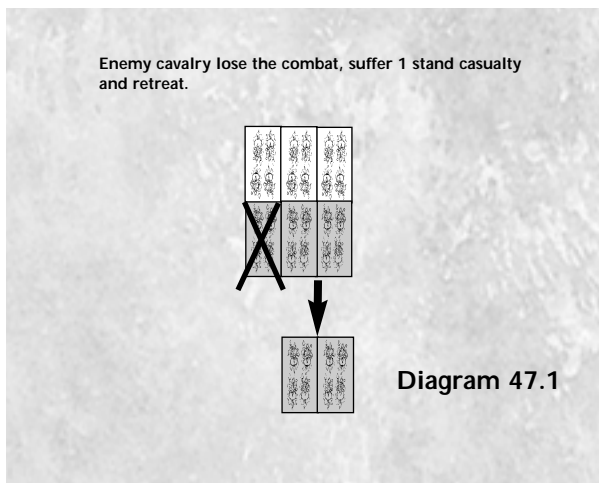 Enemy cavalry lose the combat, suffer 1 stand casualty
and retreat.
Diagram 47.1